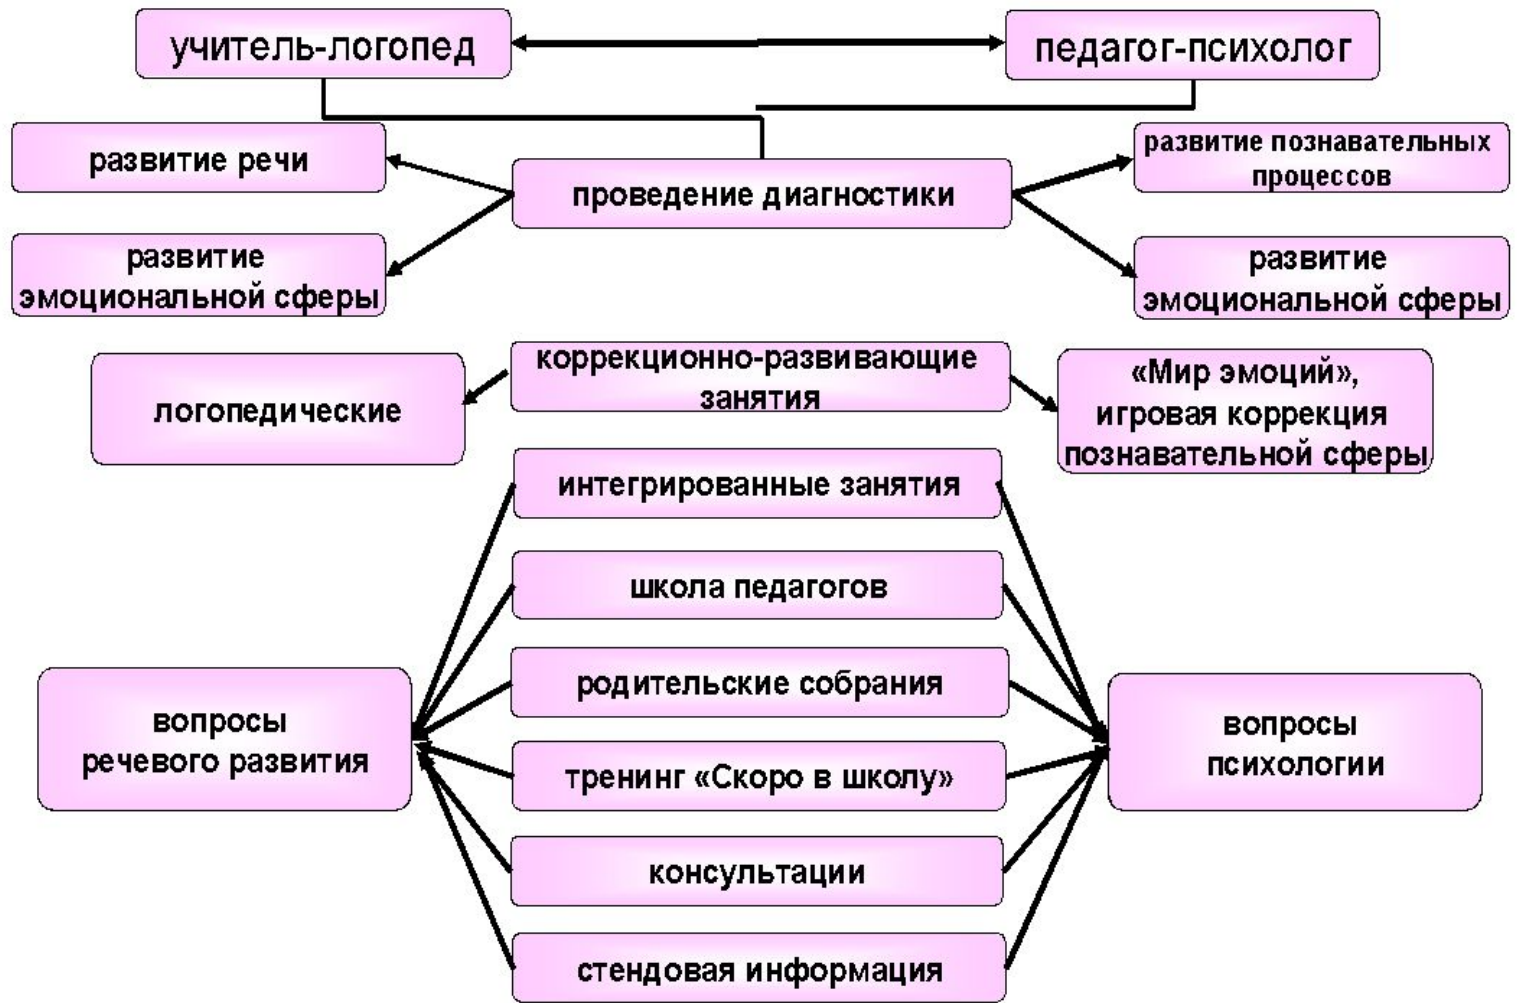 учитель-логопед
педагог-психолог
развитие речи
проведение диагностики
развитие познавательных
процессов
развитие
эмоциональной сферы
развитие
эмоциональной сферы
логопедические
коррекционно-развивающие
занятия
«Мир эмоций»,
игровая коррекция
познавательной сферы
интегрированные занятия
школа педагогов
родительские собрания
тренинг «Скоро в школу»
консультации
стендовая информация
вопросы
речевого развития
вопросы
психологии